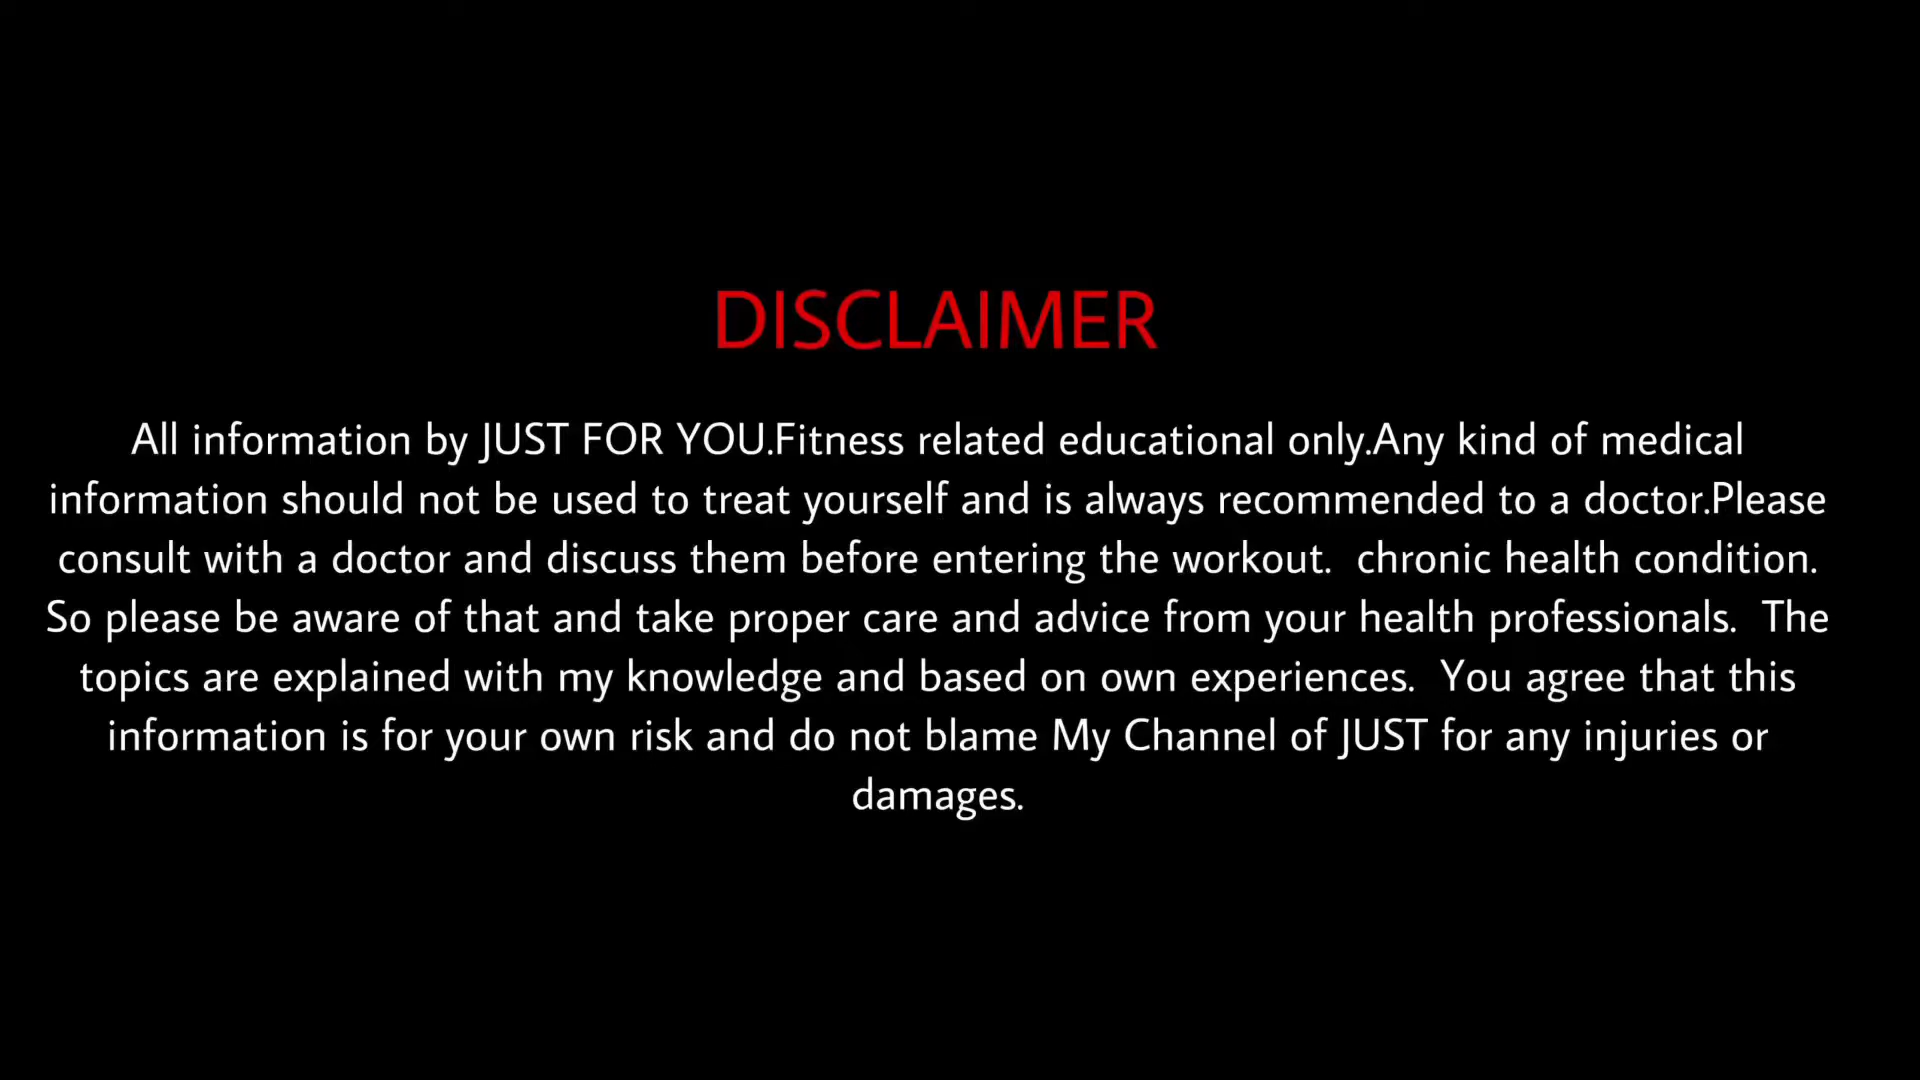 DISCLAIMER
All information by JUST FOR YOU.Fitness related educational only.Any kind of medical
information should not be used to treat yourself and is always recommended to a doctor.Please
consult with a doctor and discuss them before entering the workout.  chronic health condition.
So please be aware of that and take proper care and advice from your health professionals.  The
topics are explained with my knowledge and based on own experiences.  You agree that this
information is for your own risk and do not blame My Channel of JUST for any injuries or
damages.